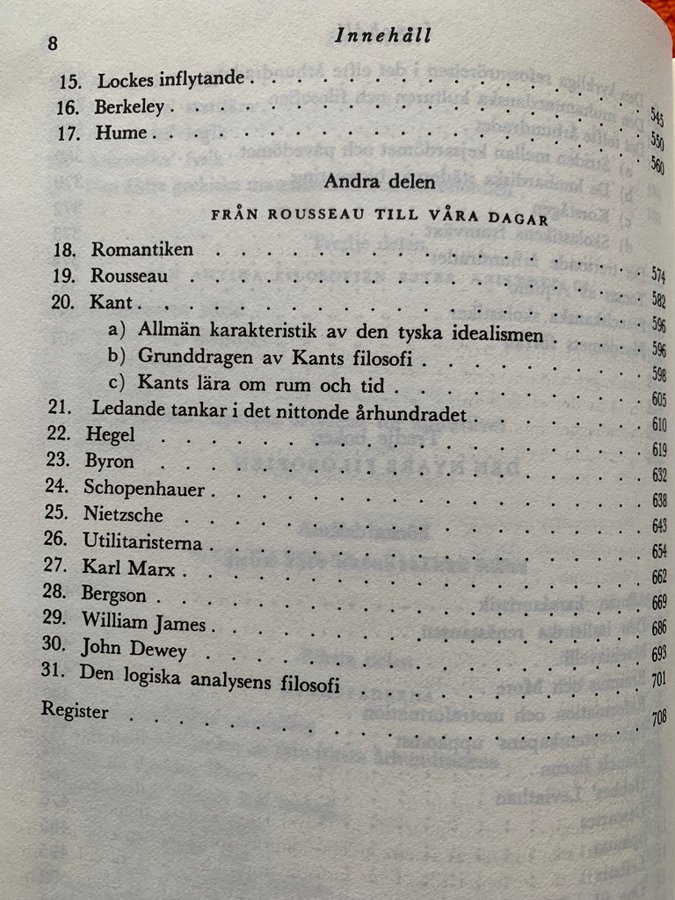 8 Innehåll
15. Lockes inflytande . . . . . . . . . . . . 545
16. Berkeley . . . . . . . . . . . . . . . 550
17. Hume . . . . . . . . . . . . . . . . 560
Andra delen
FRÅN ROUSSEAU TILL VÅRA DAGAR
18. Romantiken . . . . . . . . . . . . . . 574
19. Rousseau . . . . . . . . . . . . . . . 582
20. Kant . . . . . . . . . . . . . . . . . 596
a) Allmän karakteristik av den tyska idealismen . . . . 596
b) Grunddragen av Kants filosofi . . . . . . . . 598
c) Kants lära om rum och tid . . . . . . . . . 605
21. Ledande tankar i det nittonde århundradet . . . . . . 610
22. Hegel . . . . . . . . . . . . . . . . 619
23. Byron . . . . . . . . . . . . . . . . 632
24. Schopenhauer . . . . . . . . . . . . . . 638
25. Nietzsche . . . . . . . . . . . . . . . 643
26. Utilitaristerna . . . . . . . . . . . . . . 654
27. Karl Marx . . . . . . . . . . . . . . . 662
28. Bergson . . . . . . . . . . . . . . . . 669
29. William James . . . . . . . . . . . . . . 686
30. John Dewey . . . . . . . . . . . . . . 693
31. Den logiska analysens filosofi . . . . . . . . . 701
Register . . . . . . . . . . . . . . . . 708